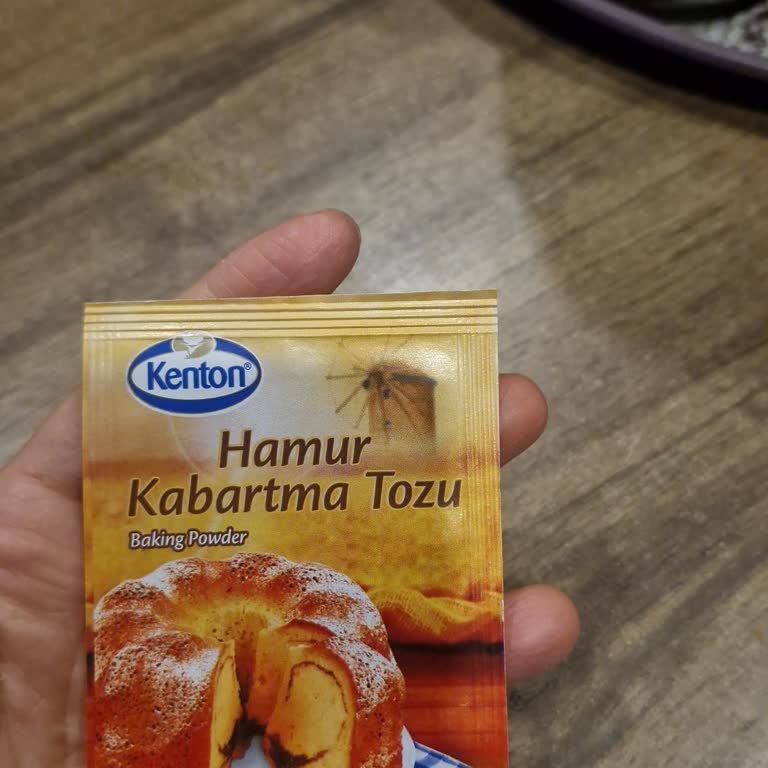 Kenton®
Hamur
Kabartma Tozu
Baking Powder